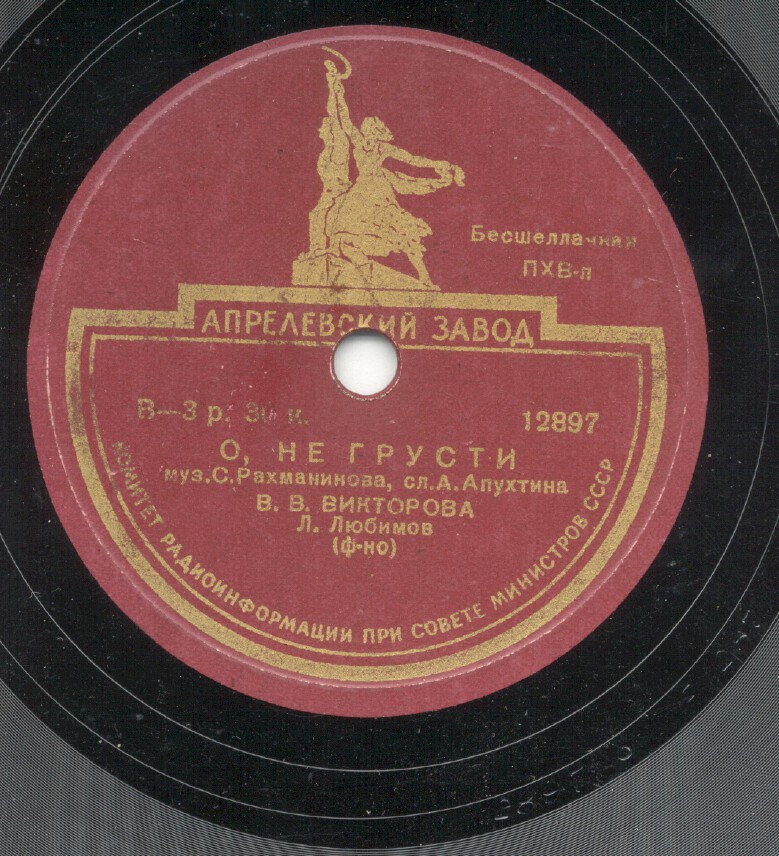 Бесшеллачная
ПХВ-п
АПРЕЛЕВСКИЙ ЗАВОД
В—3 р. 30 к. 12897
О, НЕ ГРУСТИ
муз.С.Рахманинова, сл.А.Апухтина
В. В. ВИКТОРОВА
Л. Любимов
(ф-но)
КОМИТЕТ РАДИОИНФОРМАЦИИ ПРИ СОВЕТЕ МИНИСТРОВ СССР